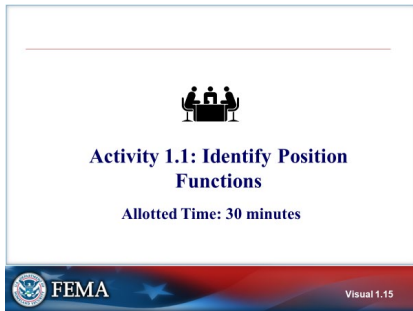 Activity 1.1: Identify Position
Functions
Allotted Time: 30 minutes
FEMA
Visual 1.15